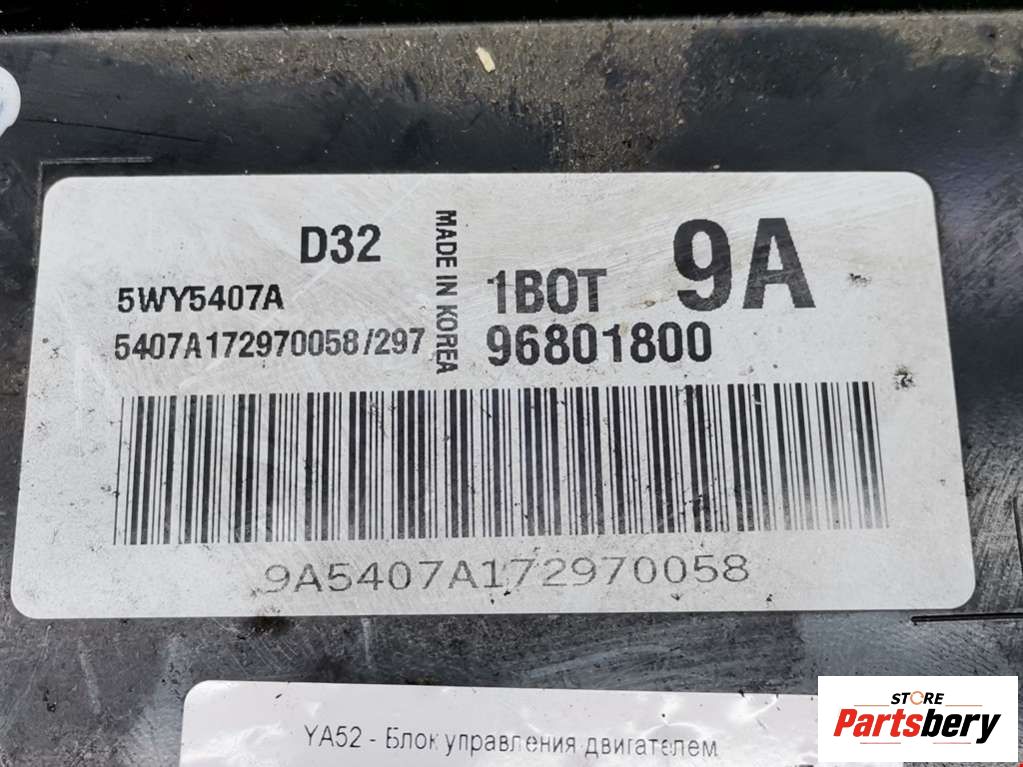 D32
5WY5407A
5407A172970058/297
MADE IN KOREA
1BOT
9A
96801800
9A5407A172970058
YA52 - Блок управления двигателем
STORE
Partsbery